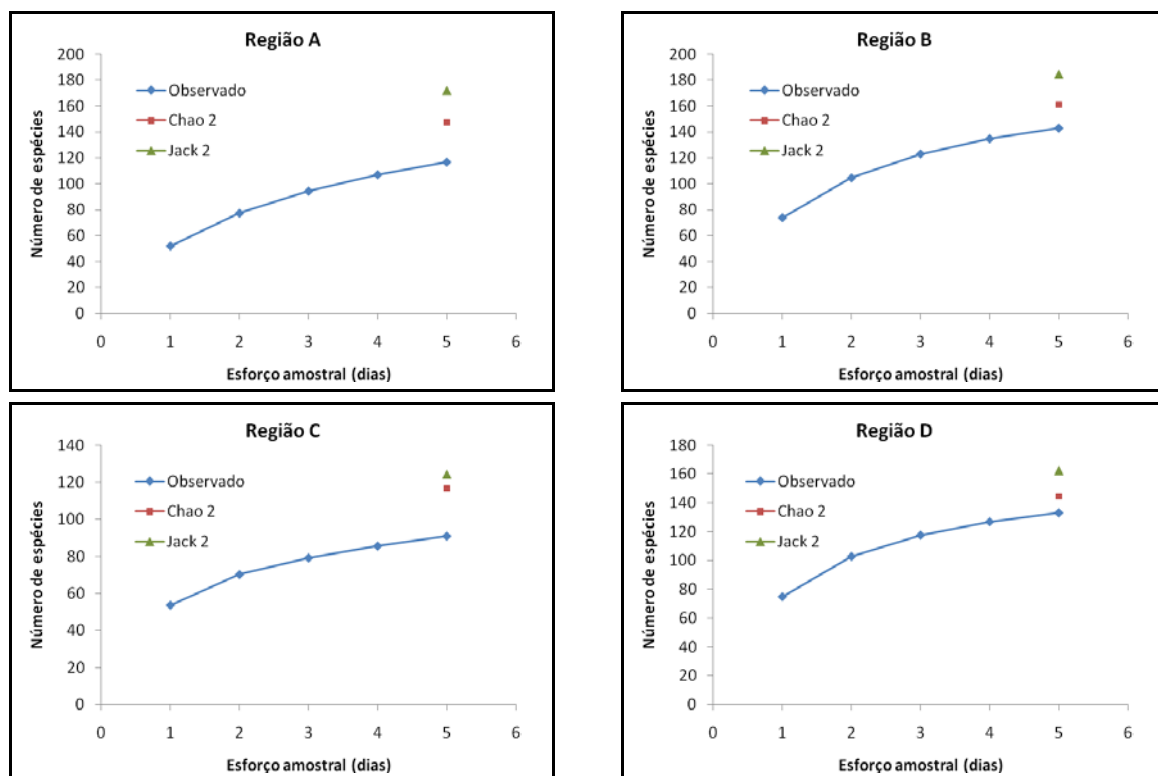 Região A
Número de espécies
200
180
160
140
120
100
80
60
40
20
0
Observado
Chao 2
Jack 2
0 1 2 3 4 5 6
Esforço amostral (dias)
Região B
Número de espécies
200
180
160
140
120
100
80
60
40
20
0
Observado
Chao 2
Jack 2
0 1 2 3 4 5 6
Esforço amostral (dias)
Região C
Número de espécies
140
120
100
80
60
40
20
0
Observado
Chao 2
Jack 2
0 1 2 3 4 5 6
Esforço amostral (dias)
Região D
Número de espécies
180
160
140
120
100
80
60
40
20
0
Observado
Chao 2
Jack 2
0 1 2 3 4 5 6
Esforço amostral (dias)